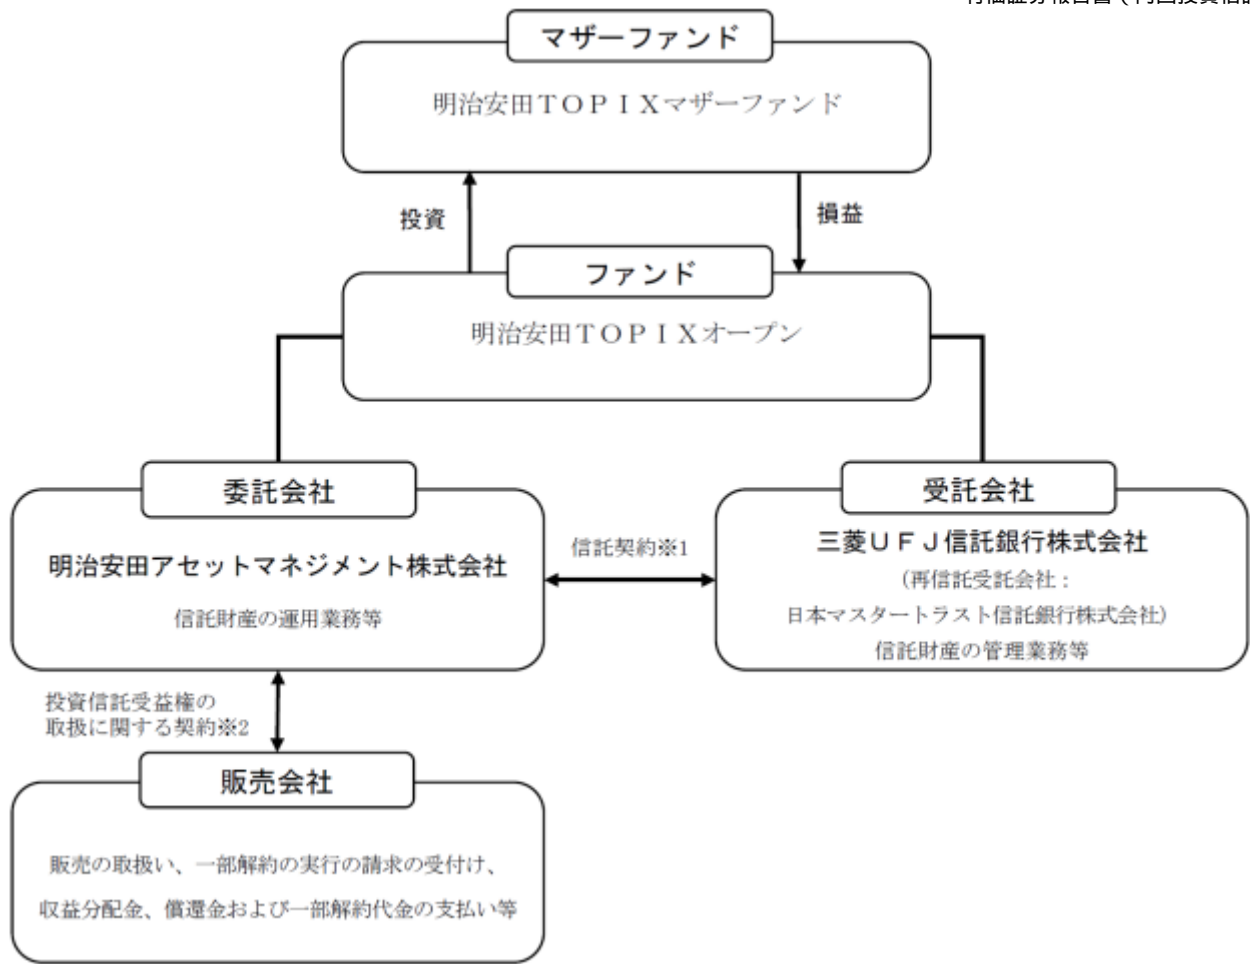 マザーファンド
明治安田ＴＯＰＩＸマザーファンド
投資
損益
ファンド
明治安田ＴＯＰＩＸオープン
委託会社
明治安田アセットマネジメント株式会社
信託財産の運用業務等
信託契約※1
受託会社
三菱ＵＦＪ信託銀行株式会社
（再信託受託会社：
日本マスタートラスト信託銀行株式会社）
信託財産の管理業務等
投資信託受益権の
取扱に関する契約※2
販売会社
販売の取扱い、一部解約の実行の請求の受付け、
収益分配金、償還金および一部解約代金の支払い等